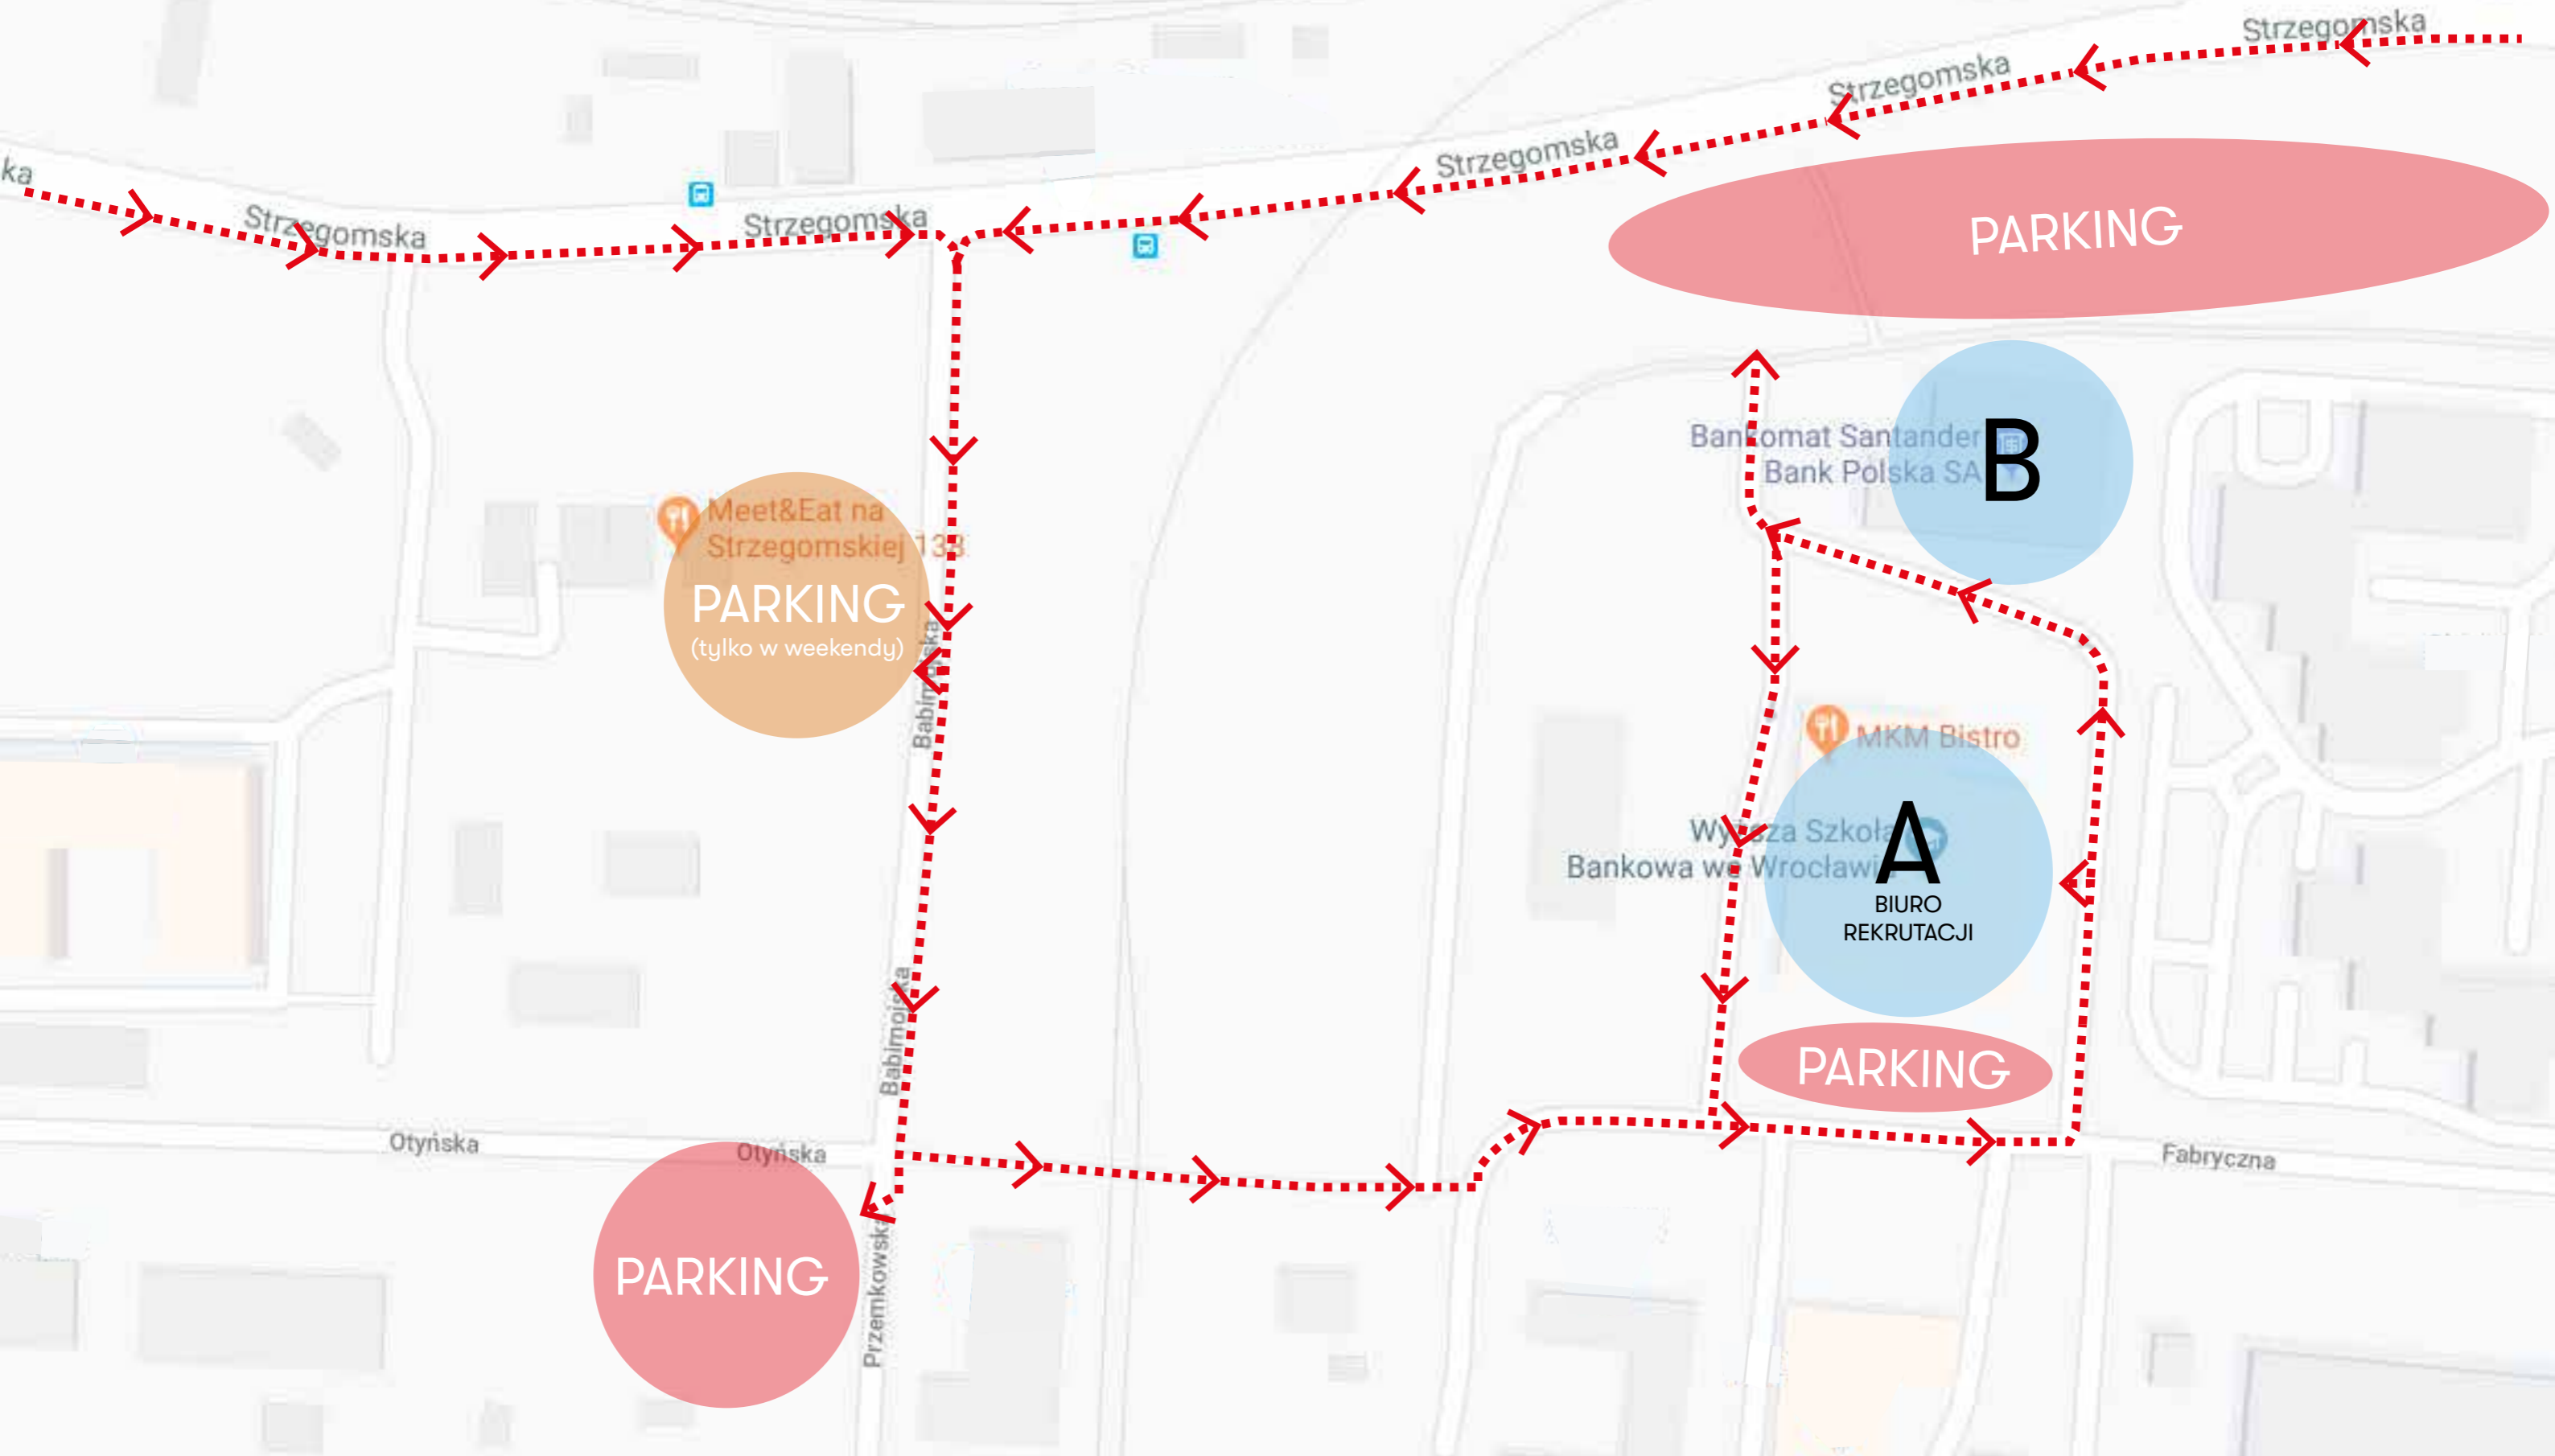 Strzegomska
Strzegomska
Strzegomska
ka
Strzegomska
Strzegomska
PARKING
Bankomat Santander
Bank Polska SA
B
Meet&Eat na
Strzegomskiej 138
PARKING
(tylko w weekendy)
Babimojska
MKM Bistro
Wyższa Szkoła
Bankowa we Wrocławiu
A
BIURO
REKRUTACJI
Babimojska
PARKING
Otyńska
Otyńska
Fabryczna
PARKING
Przemkowska